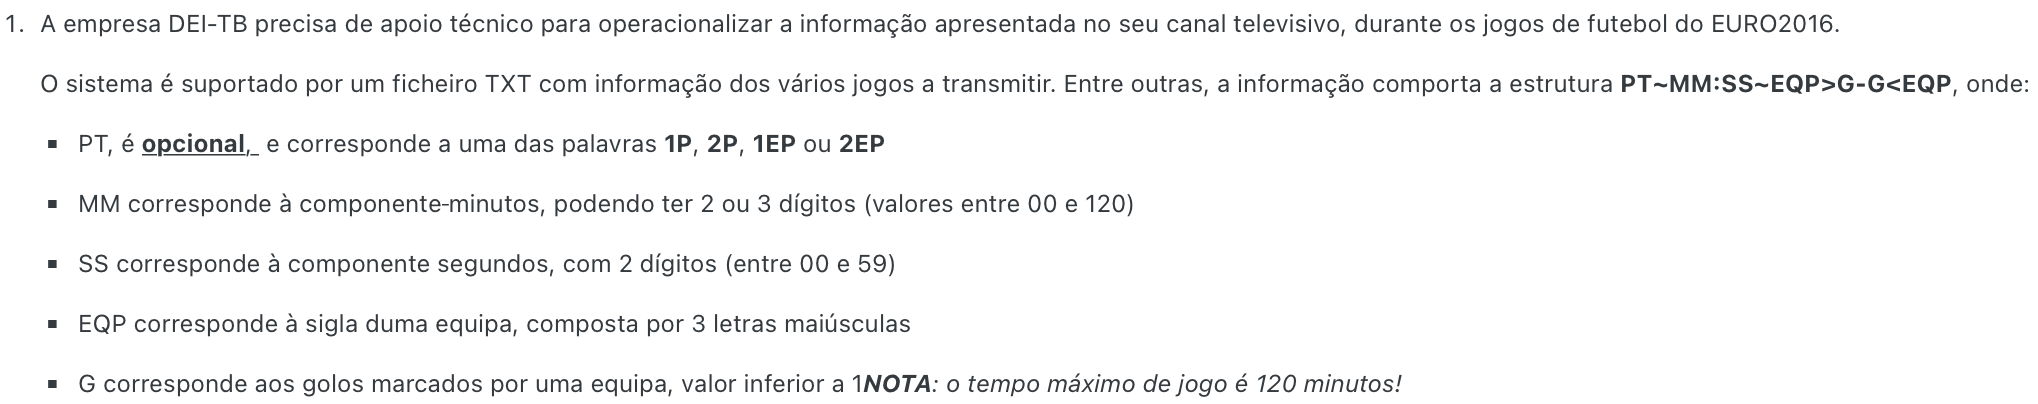 1. A empresa DEI-TB precisa de apoio técnico para operacionalizar a informação apresentada no seu canal televisivo, durante os jogos de futebol do EURO2016.
O sistema é suportado por um ficheiro TXT com informação dos vários jogos a transmitir. Entre outras, a informação comporta a estrutura PT~MM:SS~EQP>G-G<EQP, onde:
▪ PT, é opcional,_ e corresponde a uma das palavras 1P, 2P, 1EP ou 2EP
▪ MM corresponde à componente-minutos, podendo ter 2 ou 3 dígitos (valores entre 00 e 120)
▪ SS corresponde à componente segundos, com 2 dígitos (entre 00 e 59)
▪ EQP corresponde à sigla duma equipa, composta por 3 letras maiúsculas
▪ G corresponde aos golos marcados por uma equipa, valor inferior a 1NOTA: o tempo máximo de jogo é 120 minutos!